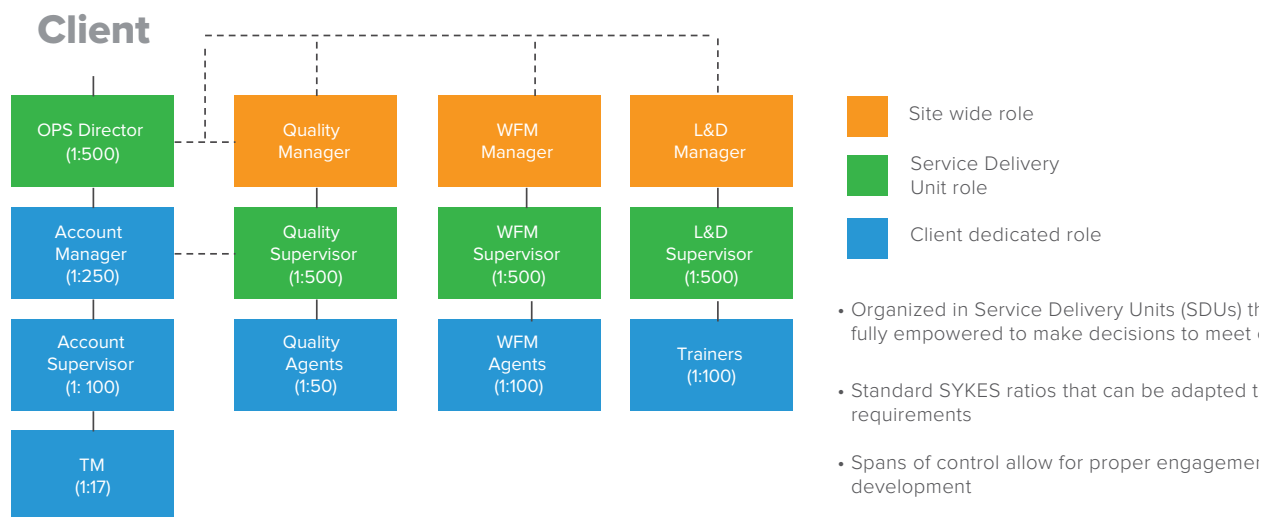 Client
OPS Director
(1:500)
Quality
Manager
WFM
Manager
L&D
Manager
Account
Manager
(1:250)
Quality
Supervisor
(1:500)
WFM
Supervisor
(1:500)
L&D
Supervisor
(1:500)
Account
Supervisor
(1: 100)
Quality
Agents
(1:50)
WFM
Agents
(1:100)
Trainers
(1:100)
TM
(1:17)
Site wide role
Service Delivery
Unit role
Client dedicated role
• Organized in Service Delivery Units (SDUs)
fully empowered to make decisions to meet
• Standard SYKES ratios that can be adapted
requirements
• Spans of control allow for proper
development